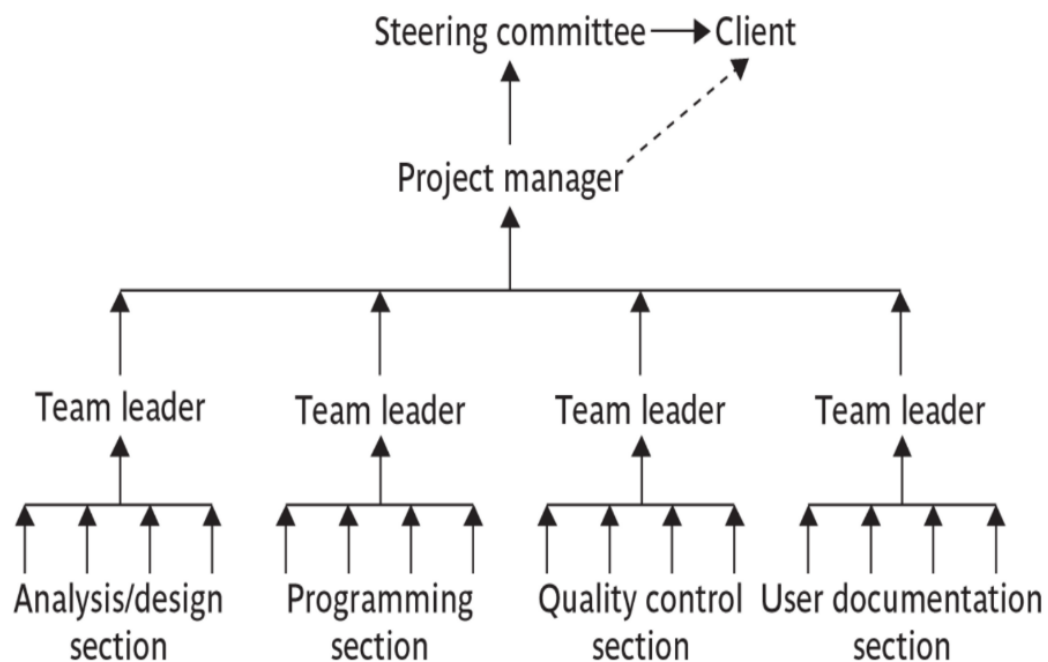 Steering committee Client
Project manager
Team leader Team leader Team leader Team leader
Analysis/design Programming Quality control User documentation
section section section section